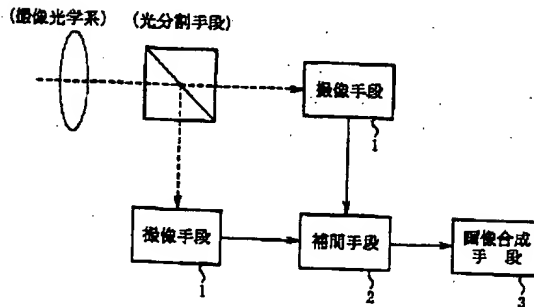 (撮像光学系) (光分割手段)
撮像手段
1
撮像手段
1
補間手段
2
画像合成
手 段
3